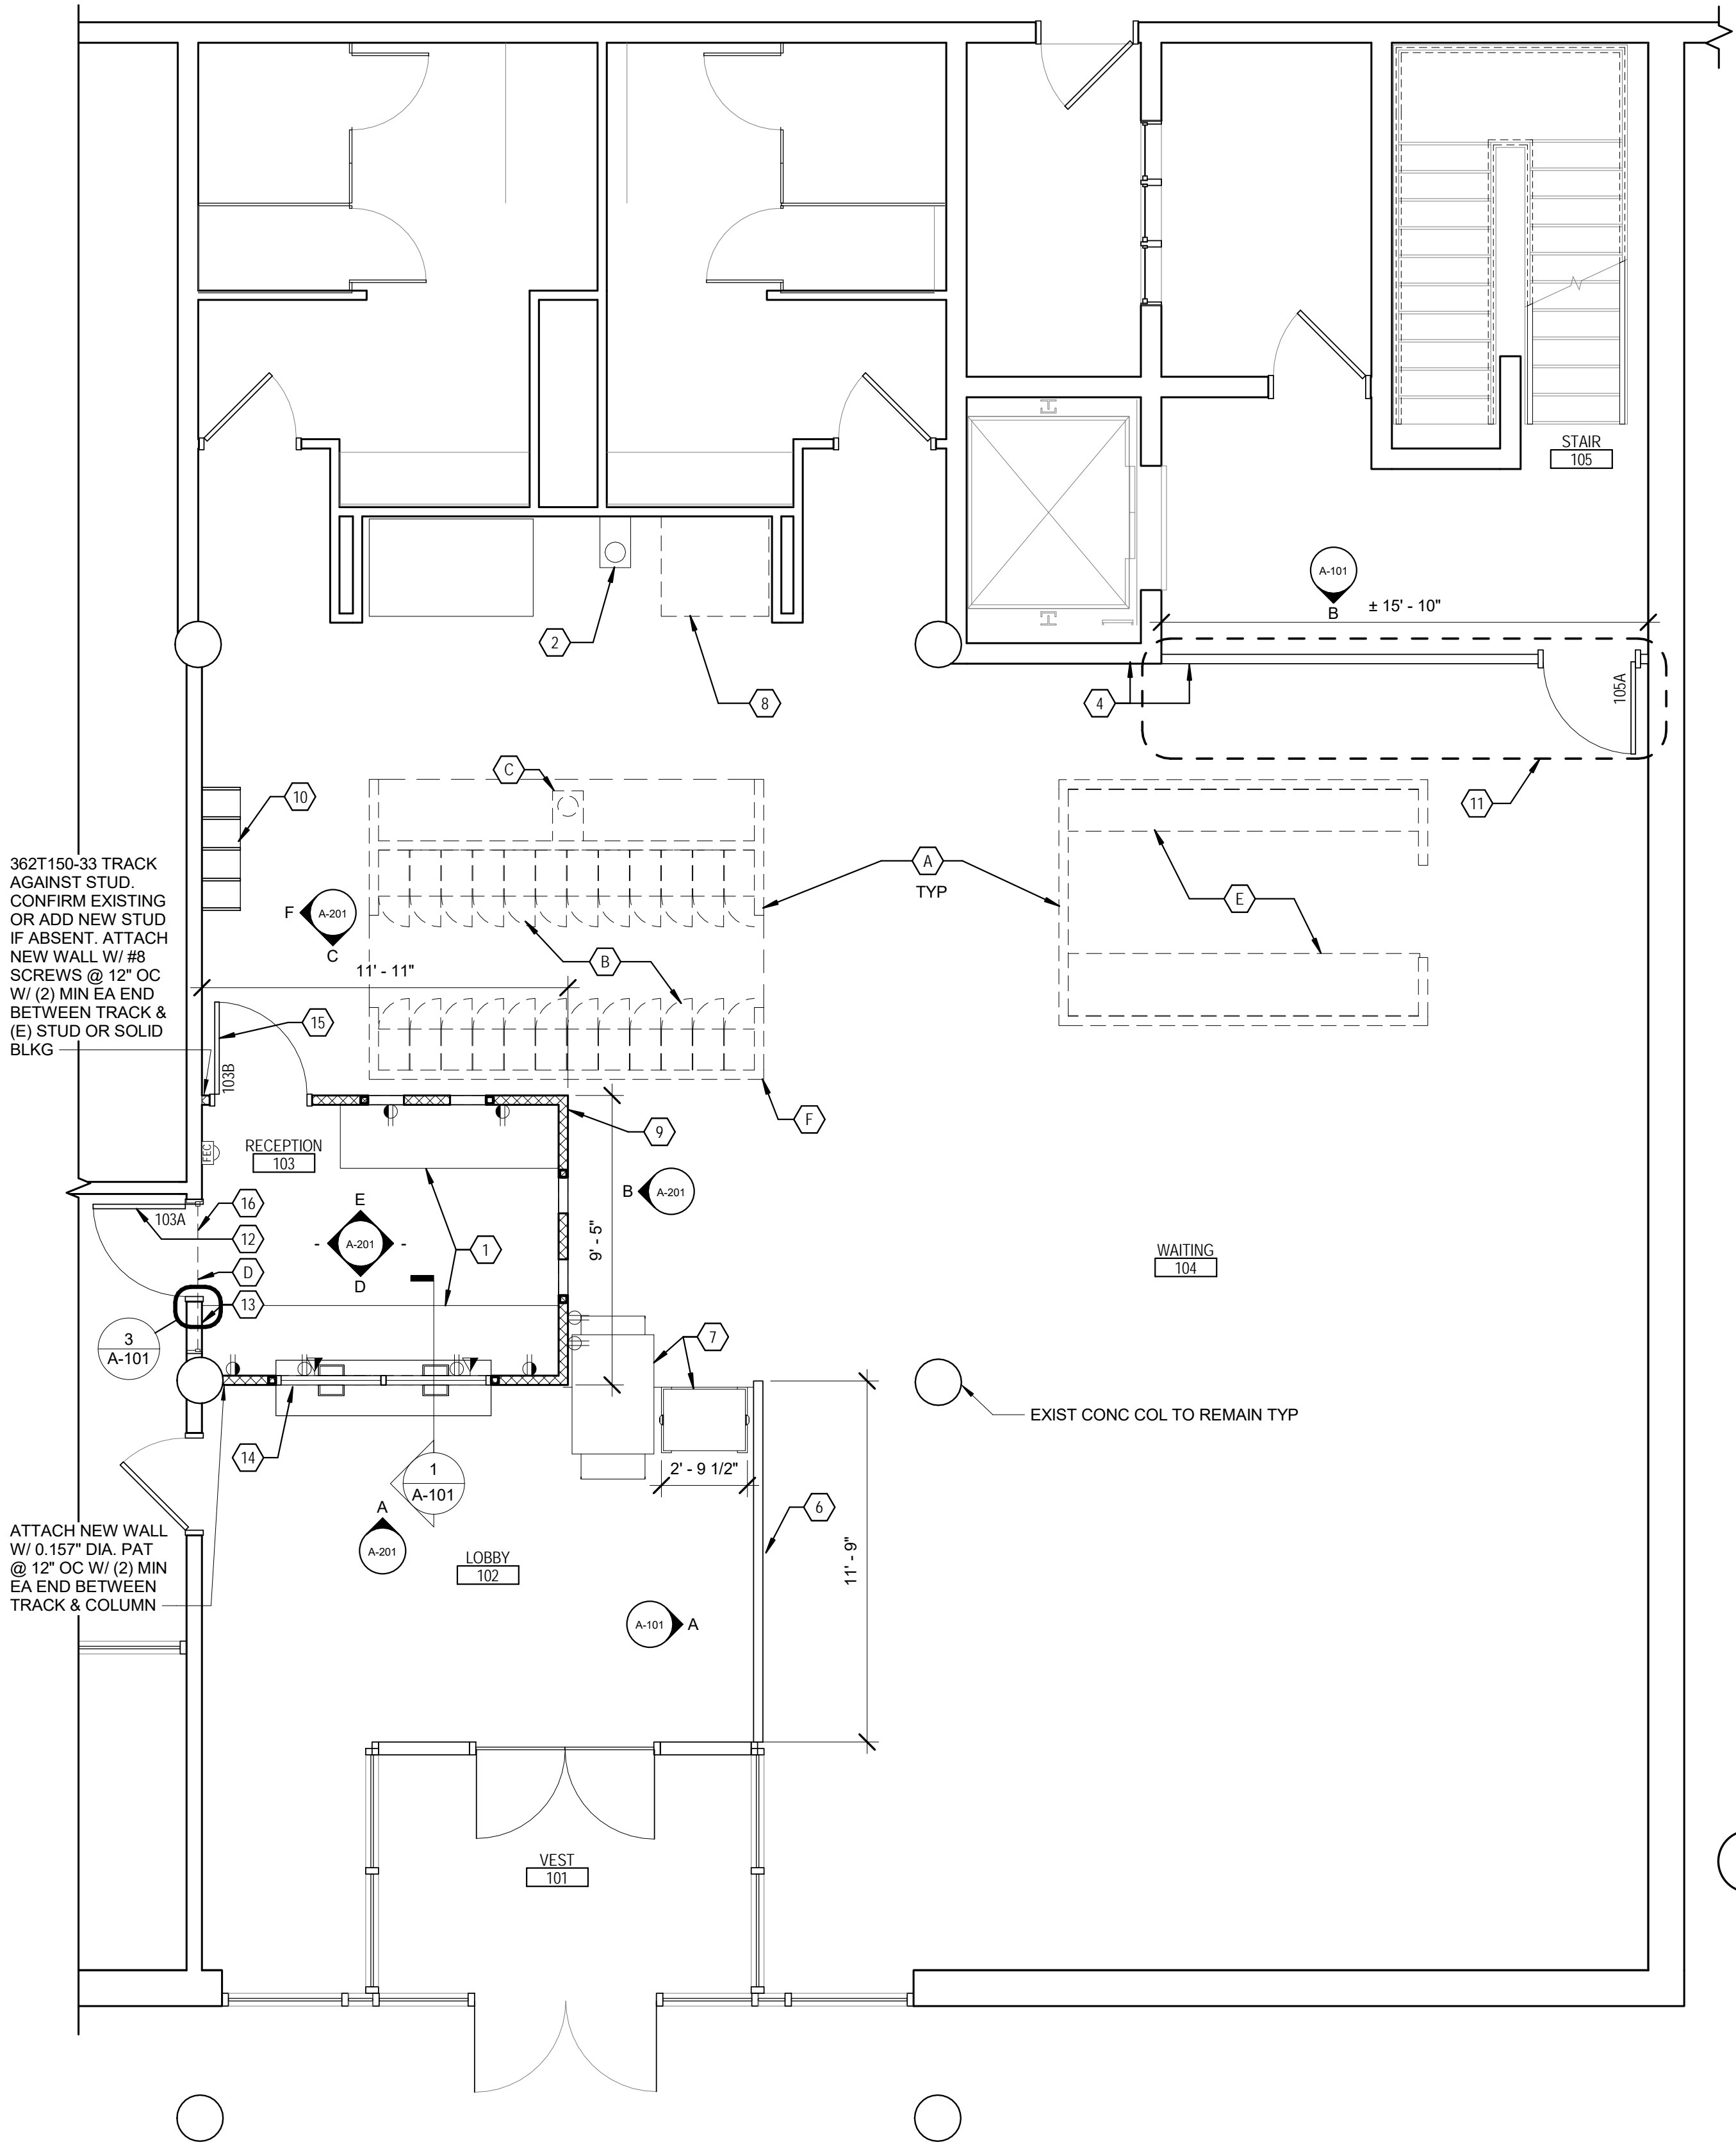 STAIR
105
A-101
B
± 15' - 10"
2
8
4
105A
11
C
10
A
TYP
362T150-33 TRACK
AGAINST STUD.
CONFIRM EXISTING
OR ADD NEW STUD
IF ABSENT. ATTACH
NEW WALL W/ #8
SCREWS @ 12" OC
W/ (2) MIN EA END
BETWEEN TRACK &
(E) STUD OR SOLID
BLKG
F
A-201
C
E
B
11' - 11"
15
103B
F
9
RECEPTION
103
FEC
B
A-201
9' - 5"
16
103A
12
E
-
A-201
-
D
1
D
13
3
A-101
WAITING
104
7
EXIST CONC COL TO REMAIN TYP
14
2' - 9 1/2"
1
A-101
6
A
A-201
11' - 9"
ATTACH NEW WALL
W/ 0.157" DIA. PAT
@ 12" OC W/ (2) MIN
EA END BETWEEN
TRACK & COLUMN
LOBBY
102
A-101
A
VEST
101